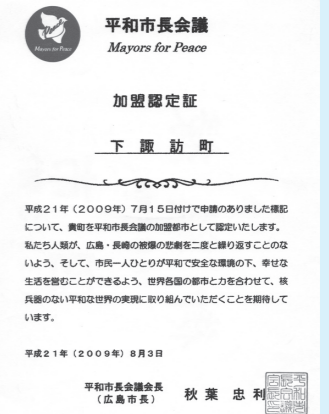 Mayors for Peace
平和市長会議
Mayors for Peace
加盟認定証
下諏訪町
平成21年（2009年）7月15日付けで申請のありました標記
について、貴町を平和市長会議の加盟都市として認定いたします。
私たち人類が、広島・長崎の被爆の悲劇を二度と繰り返すことのな
いよう、そして、市民一人ひとりが平和で安全な環境の下、幸せな
生活を営むことができるよう、世界各国の都市と力を合わせて、核
兵器のない平和な世界の実現に取り組んでいただくことを期待して
います。
平成21年（2009年）8月3日
平和市長会議会長
（広島市長）
秋葉忠利